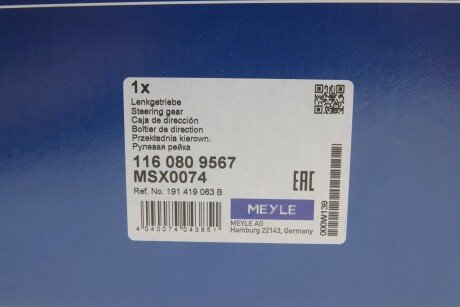 1x
Lenkgetriebe
Steering gear
Caja de dirección
Boîtier de direction
Przekładnia kierown.
Рулевая рейка
116 080 9567
MSX0074
Ref. No. 191 419 063 B
EAC
MEYLE
MEYLE AG
Hamburg 22143, Germany
4 040074 043851
000W139